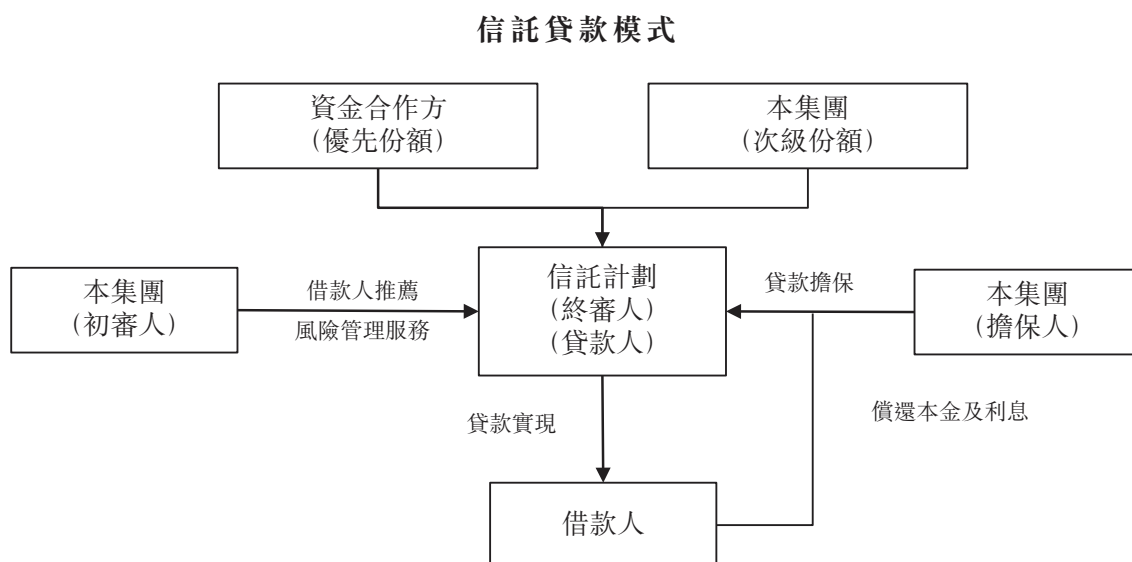 信託貸款模式
資金合作方
(優先份額)
本集團
(次級份額)
本集團
(初審人)
借款人推薦
風險管理服務
信託計劃
(終審人)
(貸款人)
貸款擔保
本集團
(擔保人)
貸款實現
償還本金及利息
借款人